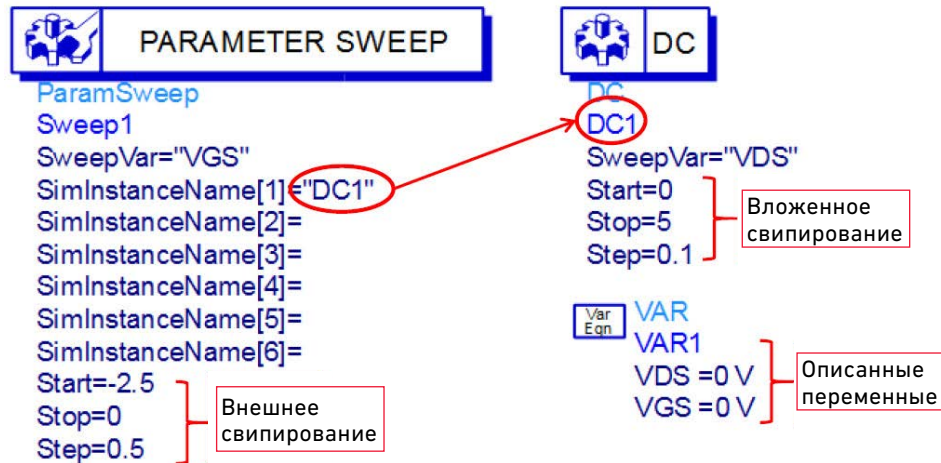 PARAMETER SWEEP
ParamSweep
Sweep1
SweepVar="VGS"
SimInstanceName[1]="DC1"
SimInstanceName[2]=
SimInstanceName[3]=
SimInstanceName[4]=
SimInstanceName[5]=
SimInstanceName[6]=
Start=-2.5
Stop=0
Step=0.5
Внешнее
свипирование
DC
DC
DC1
SweepVar="VDS"
Start=0
Stop=5
Step=0.1
Вложенное
свипирование
Var
Eqn
VAR
VAR1
VDS =0 V
VGS =0 V
Описанные
переменные